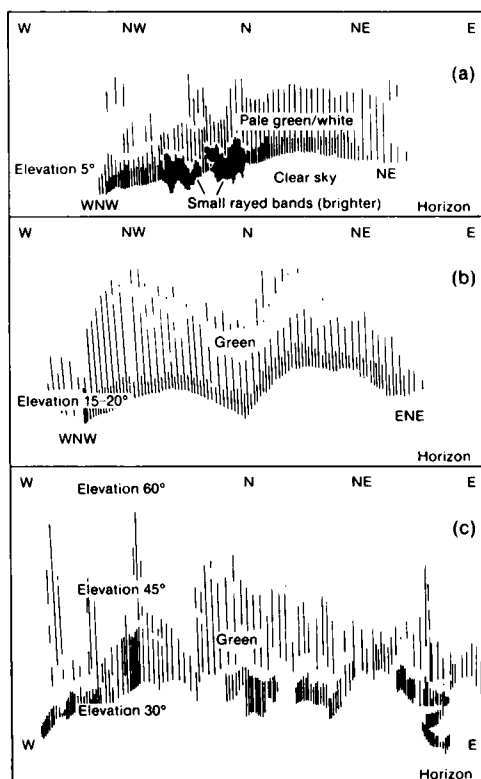 W NW N NE E
(a)
Pale green/white
Elevation 5°
Clear sky
NE
WNW
Small rayed bands (brighter)
Horizon
W NW N NE E
(b)
Green
Elevation 15–20°
ENE
WNW
Horizon
W Elevation 60° N NE E
(c)
Elevation 45°
Green
Elevation 30°
W E
Horizon